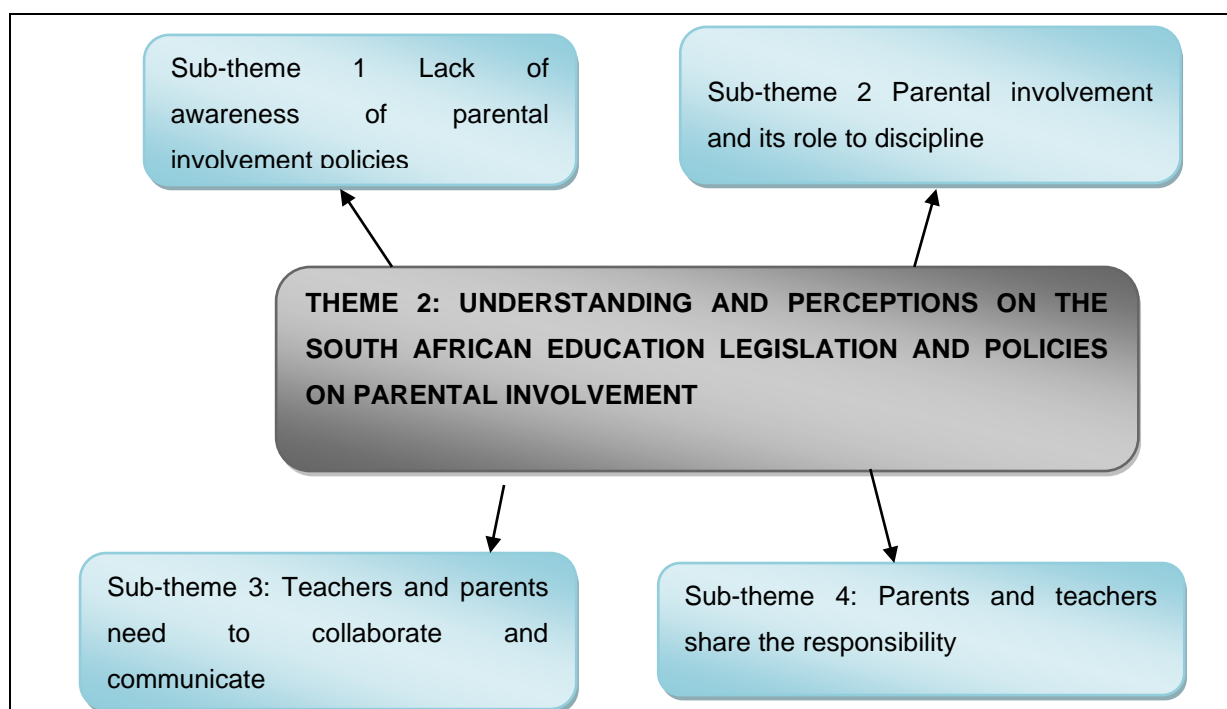 Sub-theme 1 Lack of
awareness of parental
involvement policies
Sub-theme 2 Parental involvement
and its role to discipline
THEME 2: UNDERSTANDING AND PERCEPTIONS ON THE
SOUTH AFRICAN EDUCATION LEGISLATION AND POLICIES
ON PARENTAL INVOLVEMENT
Sub-theme 3: Teachers and parents
need to collaborate and
communicate
Sub-theme 4: Parents and teachers
share the responsibility